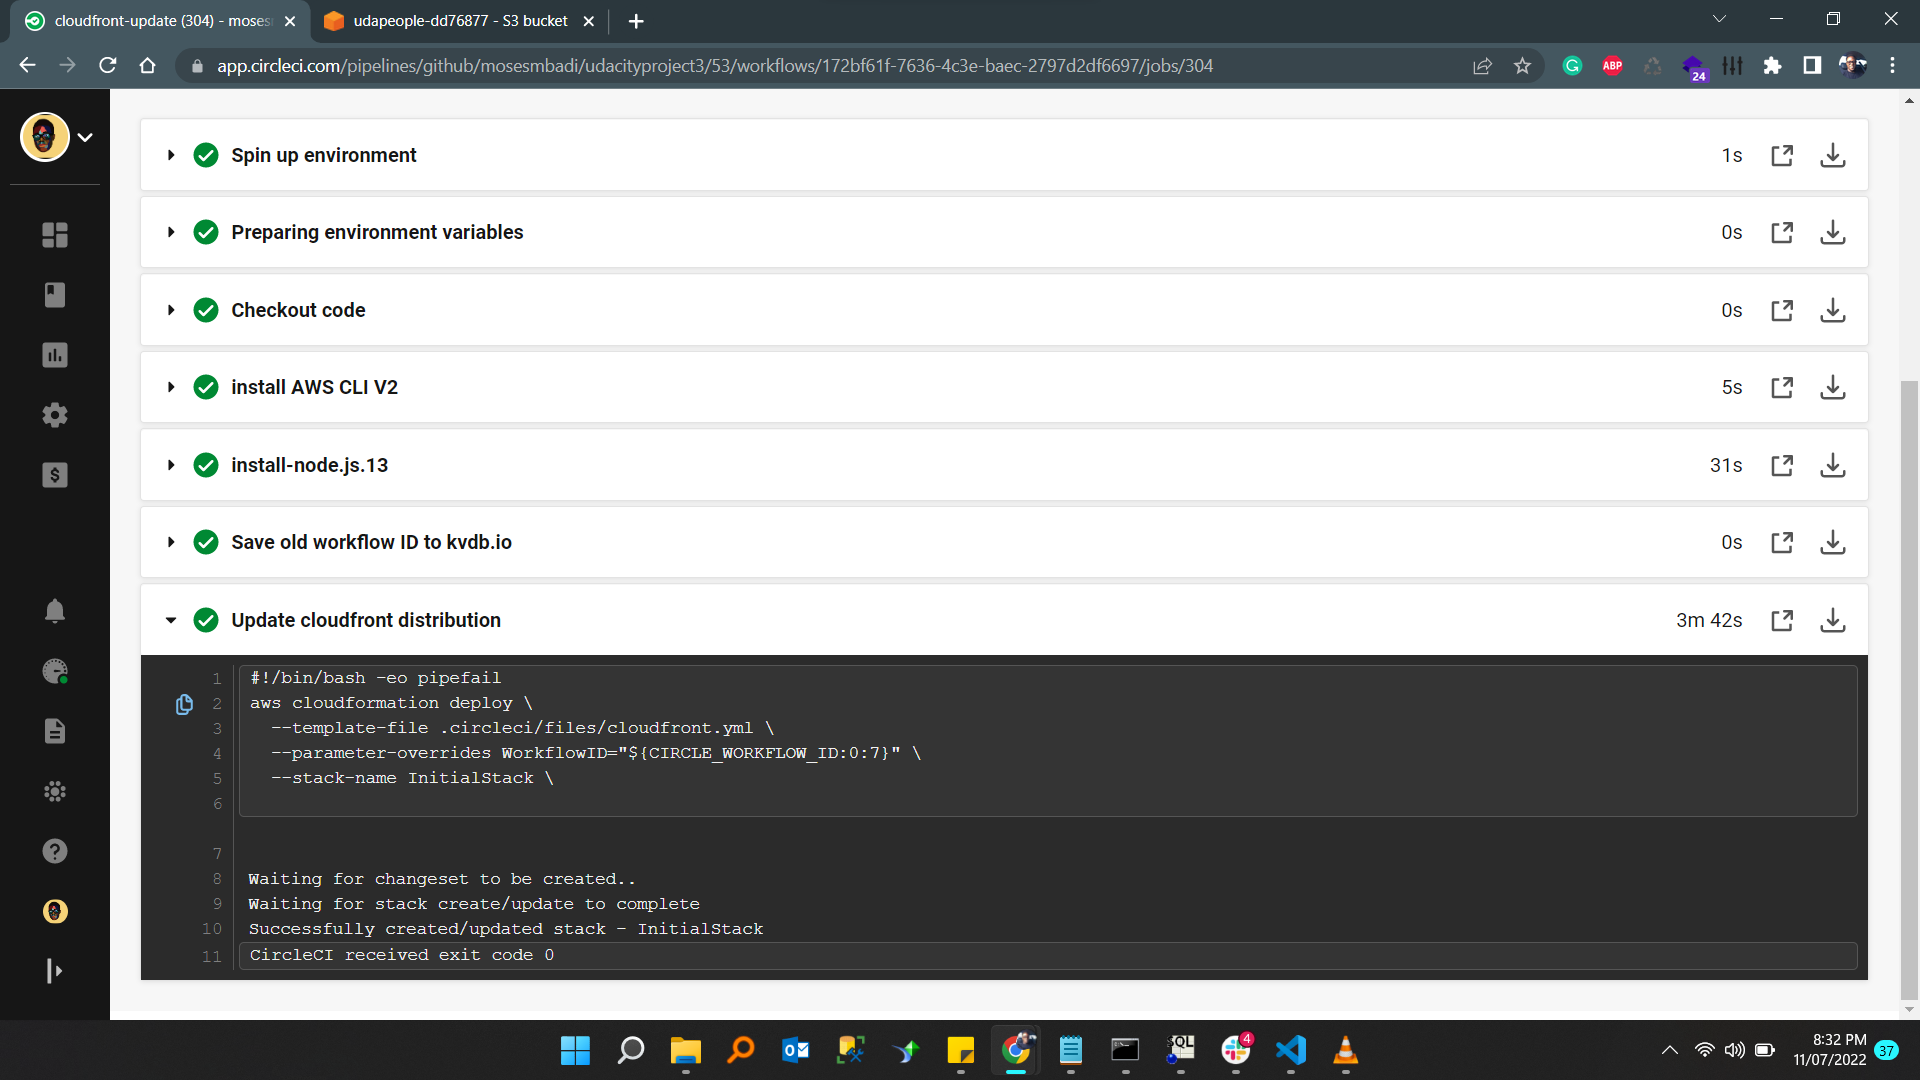 cloudfront-update (304) - moses
udapeople-dd76877 - S3 bucket
app.circleci.com/pipelines/github/mosesmbadi/udacityproject3/53/workflows/172bf61f-7636-4c3e-baec-2797d2df6697/jobs/304
ABP
24
Spin up environment 1s
Preparing environment variables 0s
Checkout code 0s
install AWS CLI V2 5s
install-node.js.13 31s
Save old workflow ID to kvdb.io 0s
Update cloudfront distribution 3m 42s
1 #!/bin/bash -eo pipefail
2 aws cloudformation deploy \
3 --template-file .circleci/files/cloudfront.yml \
4 --parameter-overrides WorkflowID="${CIRCLE_WORKFLOW_ID:0:7}" \
5 --stack-name InitialStack \
6
7
8 Waiting for changeset to be created..
9 Waiting for stack create/update to complete
10 Successfully created/updated stack - InitialStack
11 CircleCI received exit code 0
SQL
4
8:32 PM
11/07/2022
37